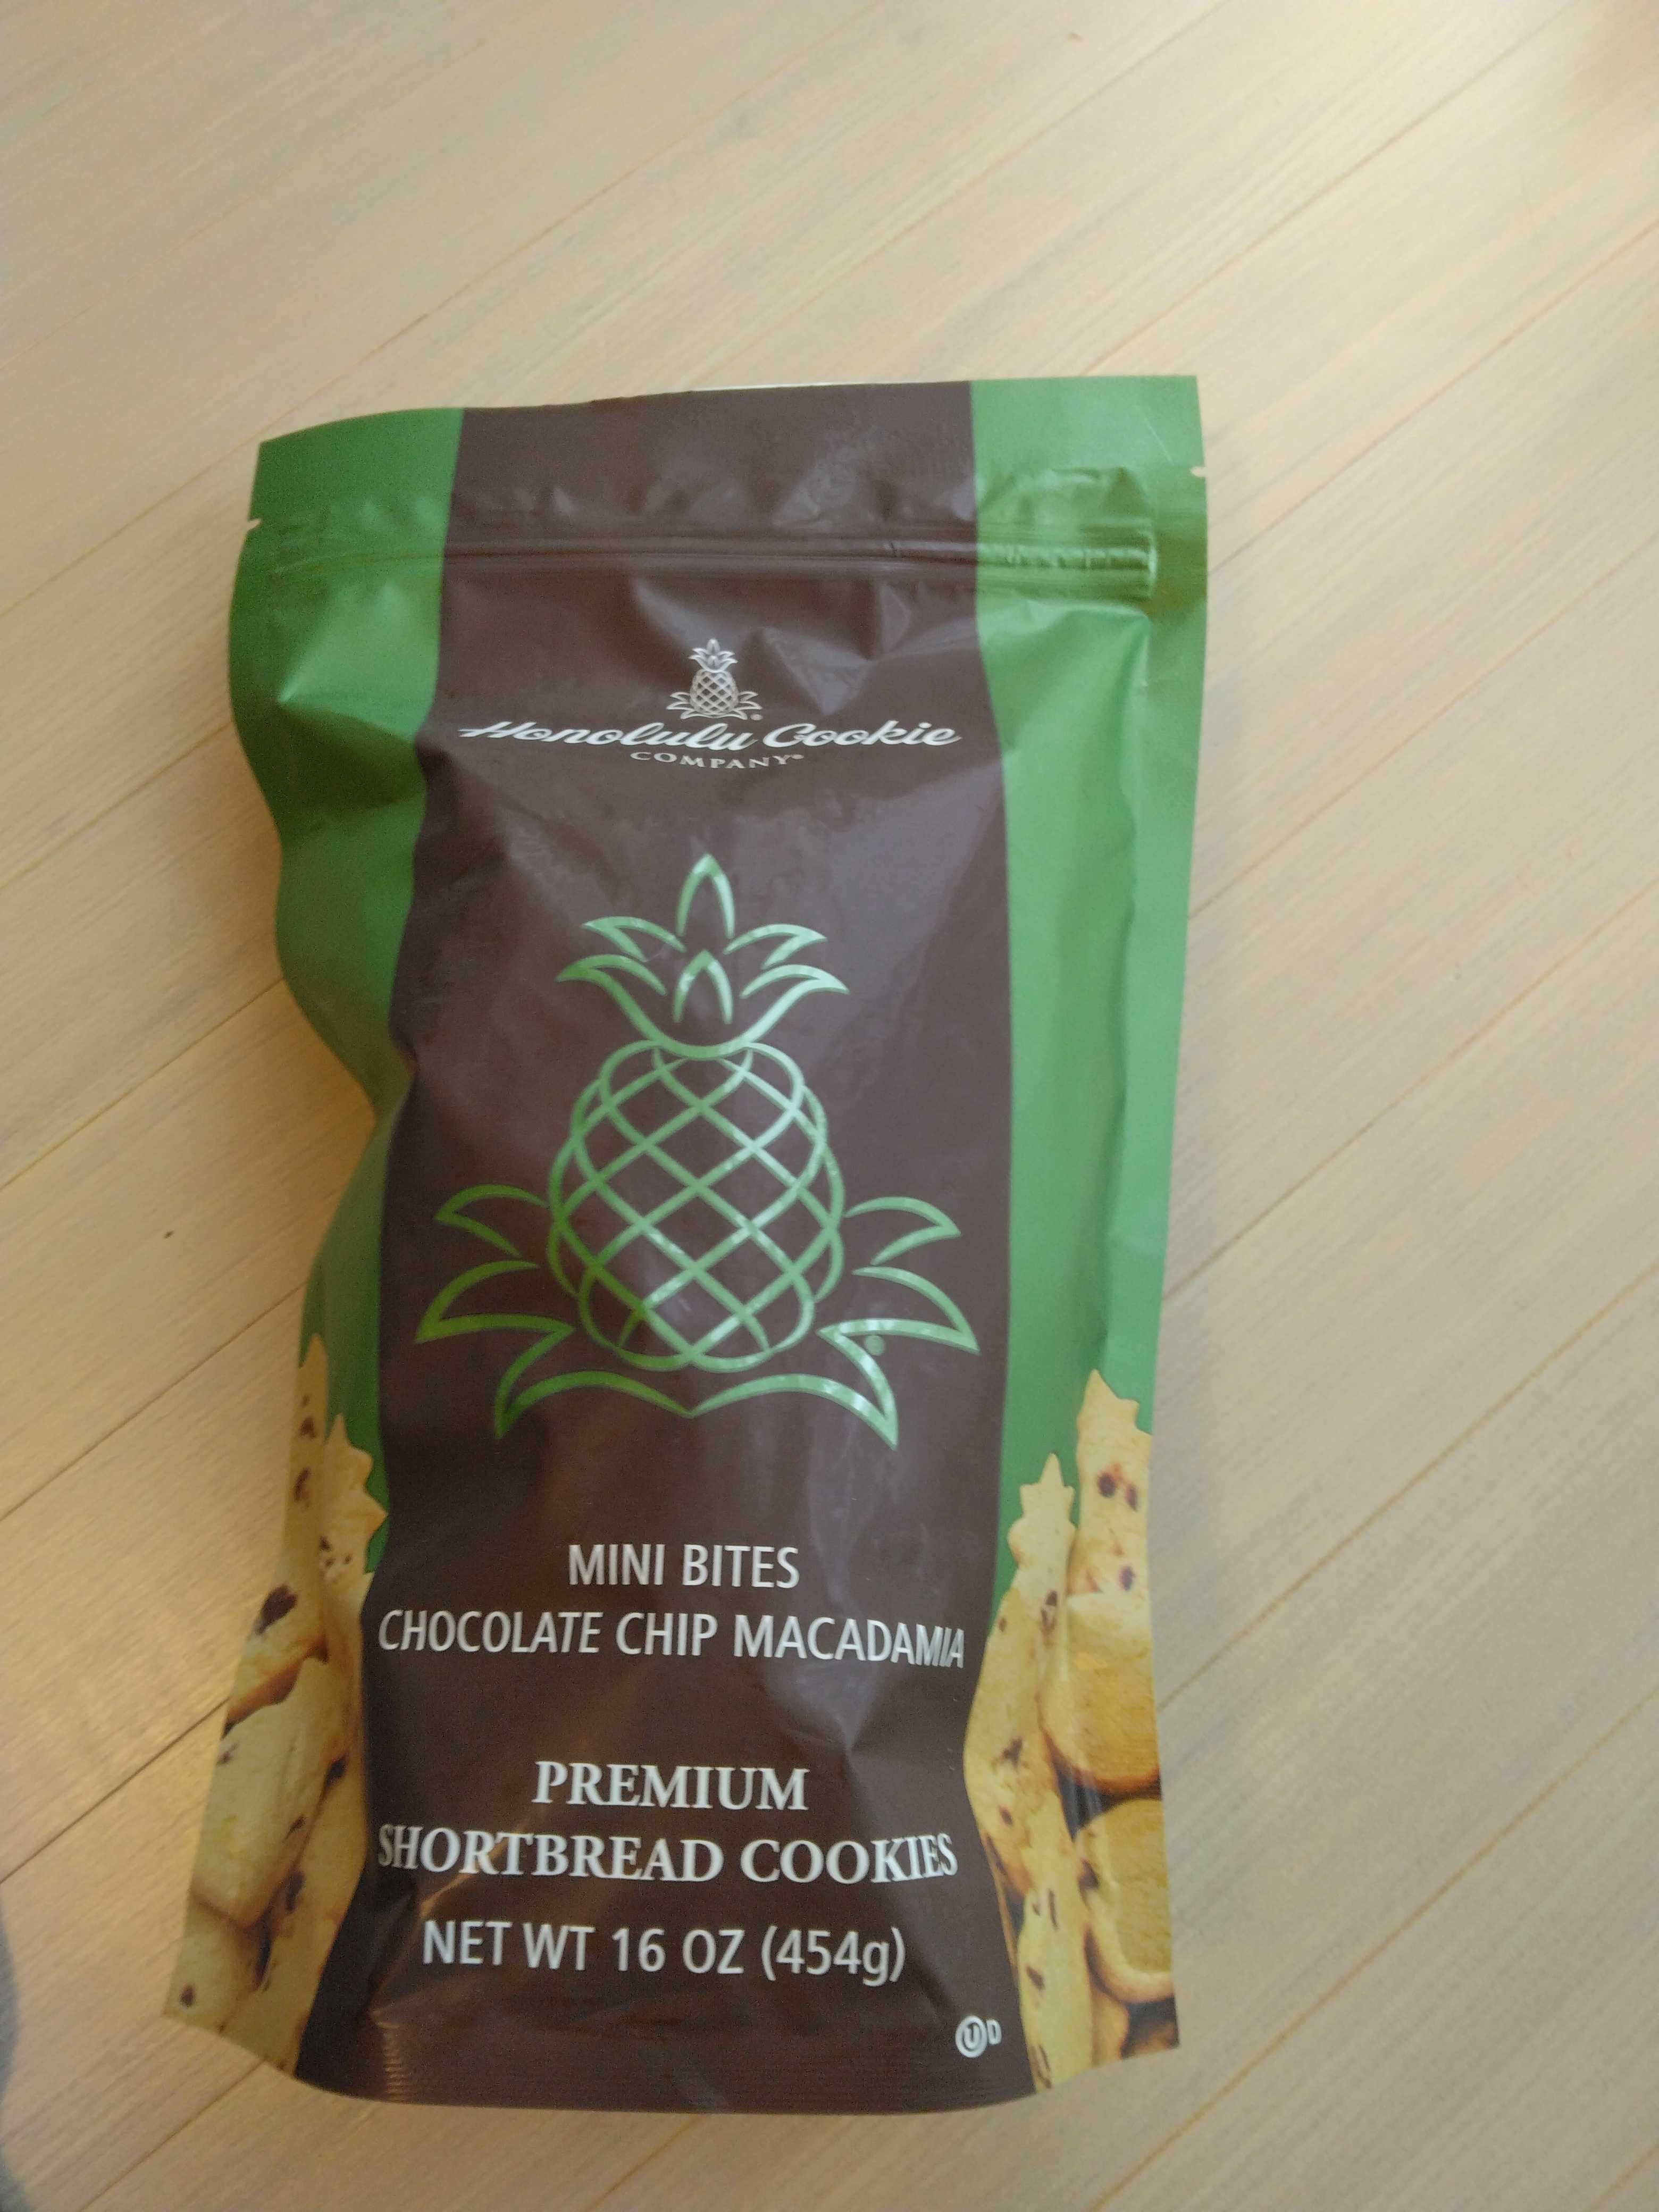 Honolulu Cookie
COMPANY®
MINI BITES
CHOCOLATE CHIP MACADAMIA
PREMIUM
SHORTBREAD COOKIES
NET WT 16 OZ (454g)
U D